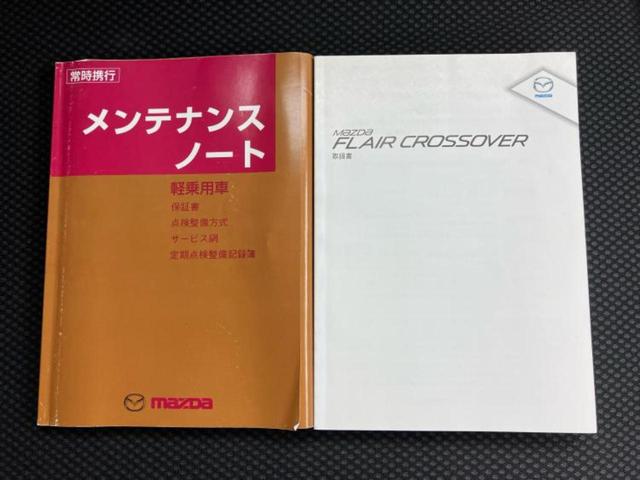 常時携行
メンテナンス
ノート
軽乗用車
保証書
点検整備方式
サービス網
定期点検整備記録簿
mazda
mazda
MAZDA
FLAIR CROSSOVER
取扱書